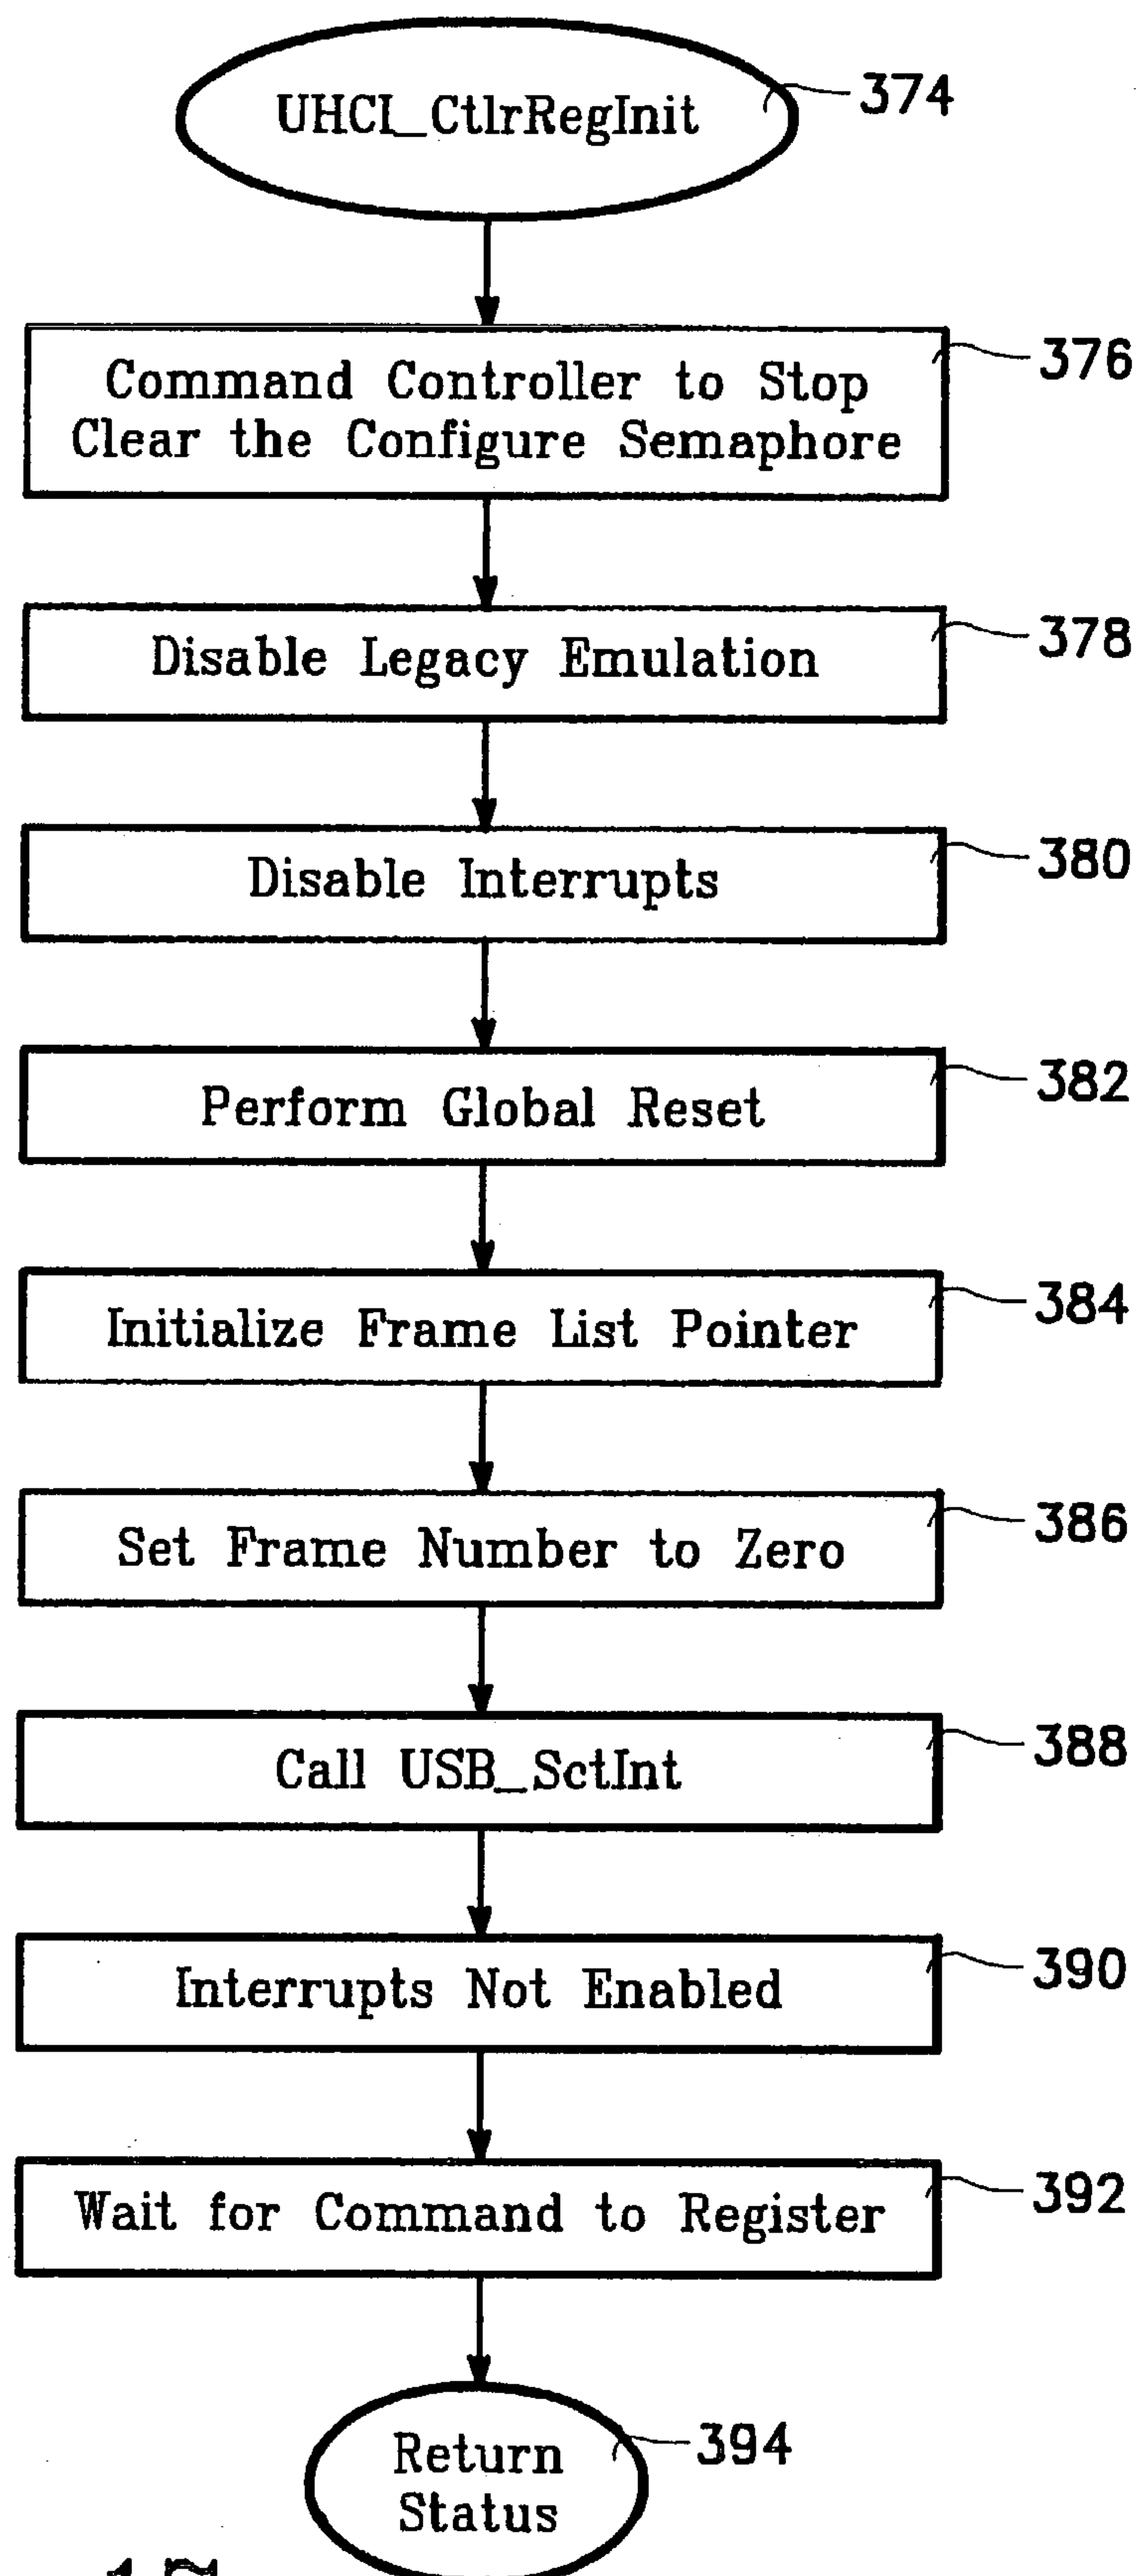 UHCI_CtlrRegInit
374
Command Controller to Stop
Clear the Configure Semaphore
376
Disable Legacy Emulation
378
Disable Interrupts
380
Perform Global Reset
382
Initialize Frame List Pointer
384
Set Frame Number to Zero
386
Call USB_SctInt
388
Interrupts Not Enabled
390
Wait for Command to Register
392
Return
Status
394